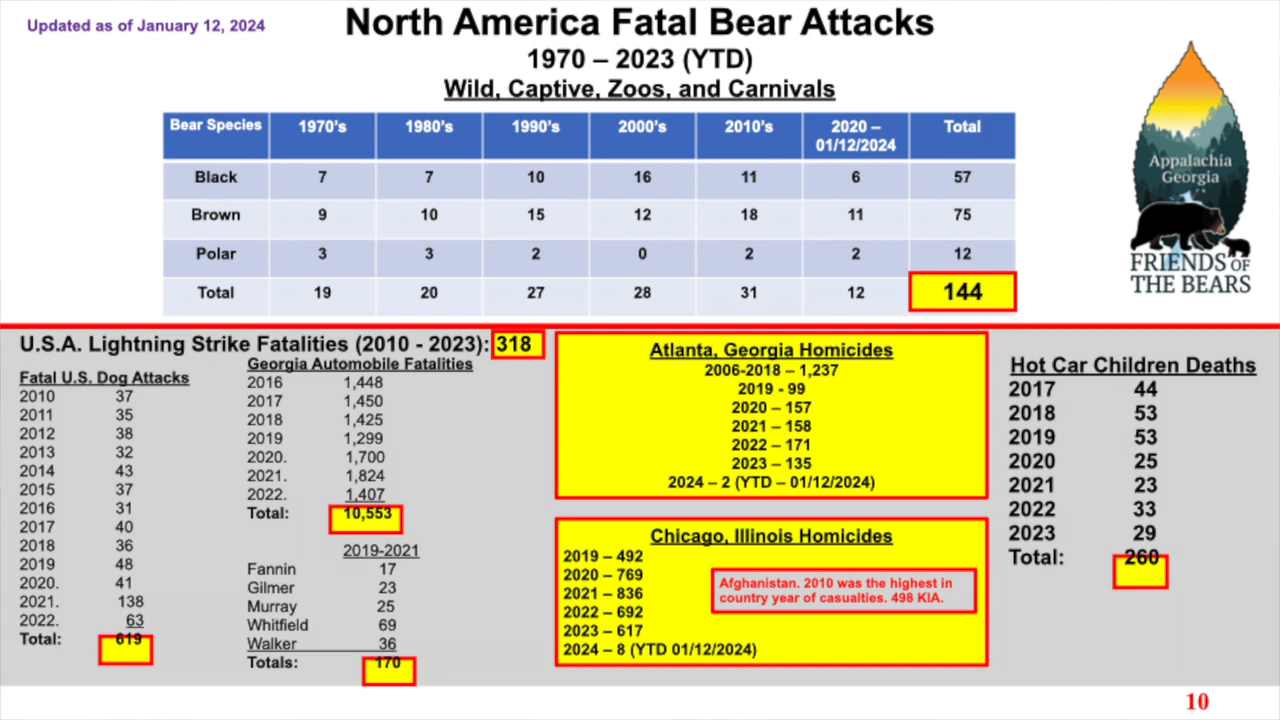 Updated as of January 12, 2024
North America Fatal Bear Attacks
1970 – 2023 (YTD)
Wild, Captive, Zoos, and Carnivals
Bear Species 1970's 1980's 1990's 2000's 2010's 2020 – 01/12/2024 Total
Black 7 7 10 16 11 6 57
Brown 9 10 15 12 18 11 75
Polar 3 3 2 0 2 2 12
Total 19 20 27 28 31 12 144
Appalachia
Georgia
FRIENDS OF
THE BEARS
U.S.A. Lightning Strike Fatalities (2010 - 2023): 318
Fatal U.S. Dog Attacks
2010 37
2011 35
2012 38
2013 32
2014 43
2015 37
2016 31
2017 40
2018 36
2019 48
2020. 41
2021. 138
2022. 63
Total: 619
Georgia Automobile Fatalities
2016 1,448
2017 1,450
2018 1,425
2019 1,299
2020. 1,700
2021. 1,824
2022. 1,407
Total: 10,553
2019-2021
Fannin 17
Gilmer 23
Murray 25
Whitfield 69
Walker 36
Totals: 170
Atlanta, Georgia Homicides
2006-2018 – 1,237
2019 - 99
2020 – 157
2021 – 158
2022 – 171
2023 – 135
2024 – 2 (YTD – 01/12/2024)
Chicago, Illinois Homicides
2019 – 492
2020 – 769
2021 – 836
2022 – 692
2023 – 617
2024 – 8 (YTD 01/12/2024)
Afghanistan. 2010 was the highest in
country year of casualties. 498 KIA.
Hot Car Children Deaths
2017 44
2018 53
2019 53
2020 25
2021 23
2022 33
2023 29
Total: 260
10